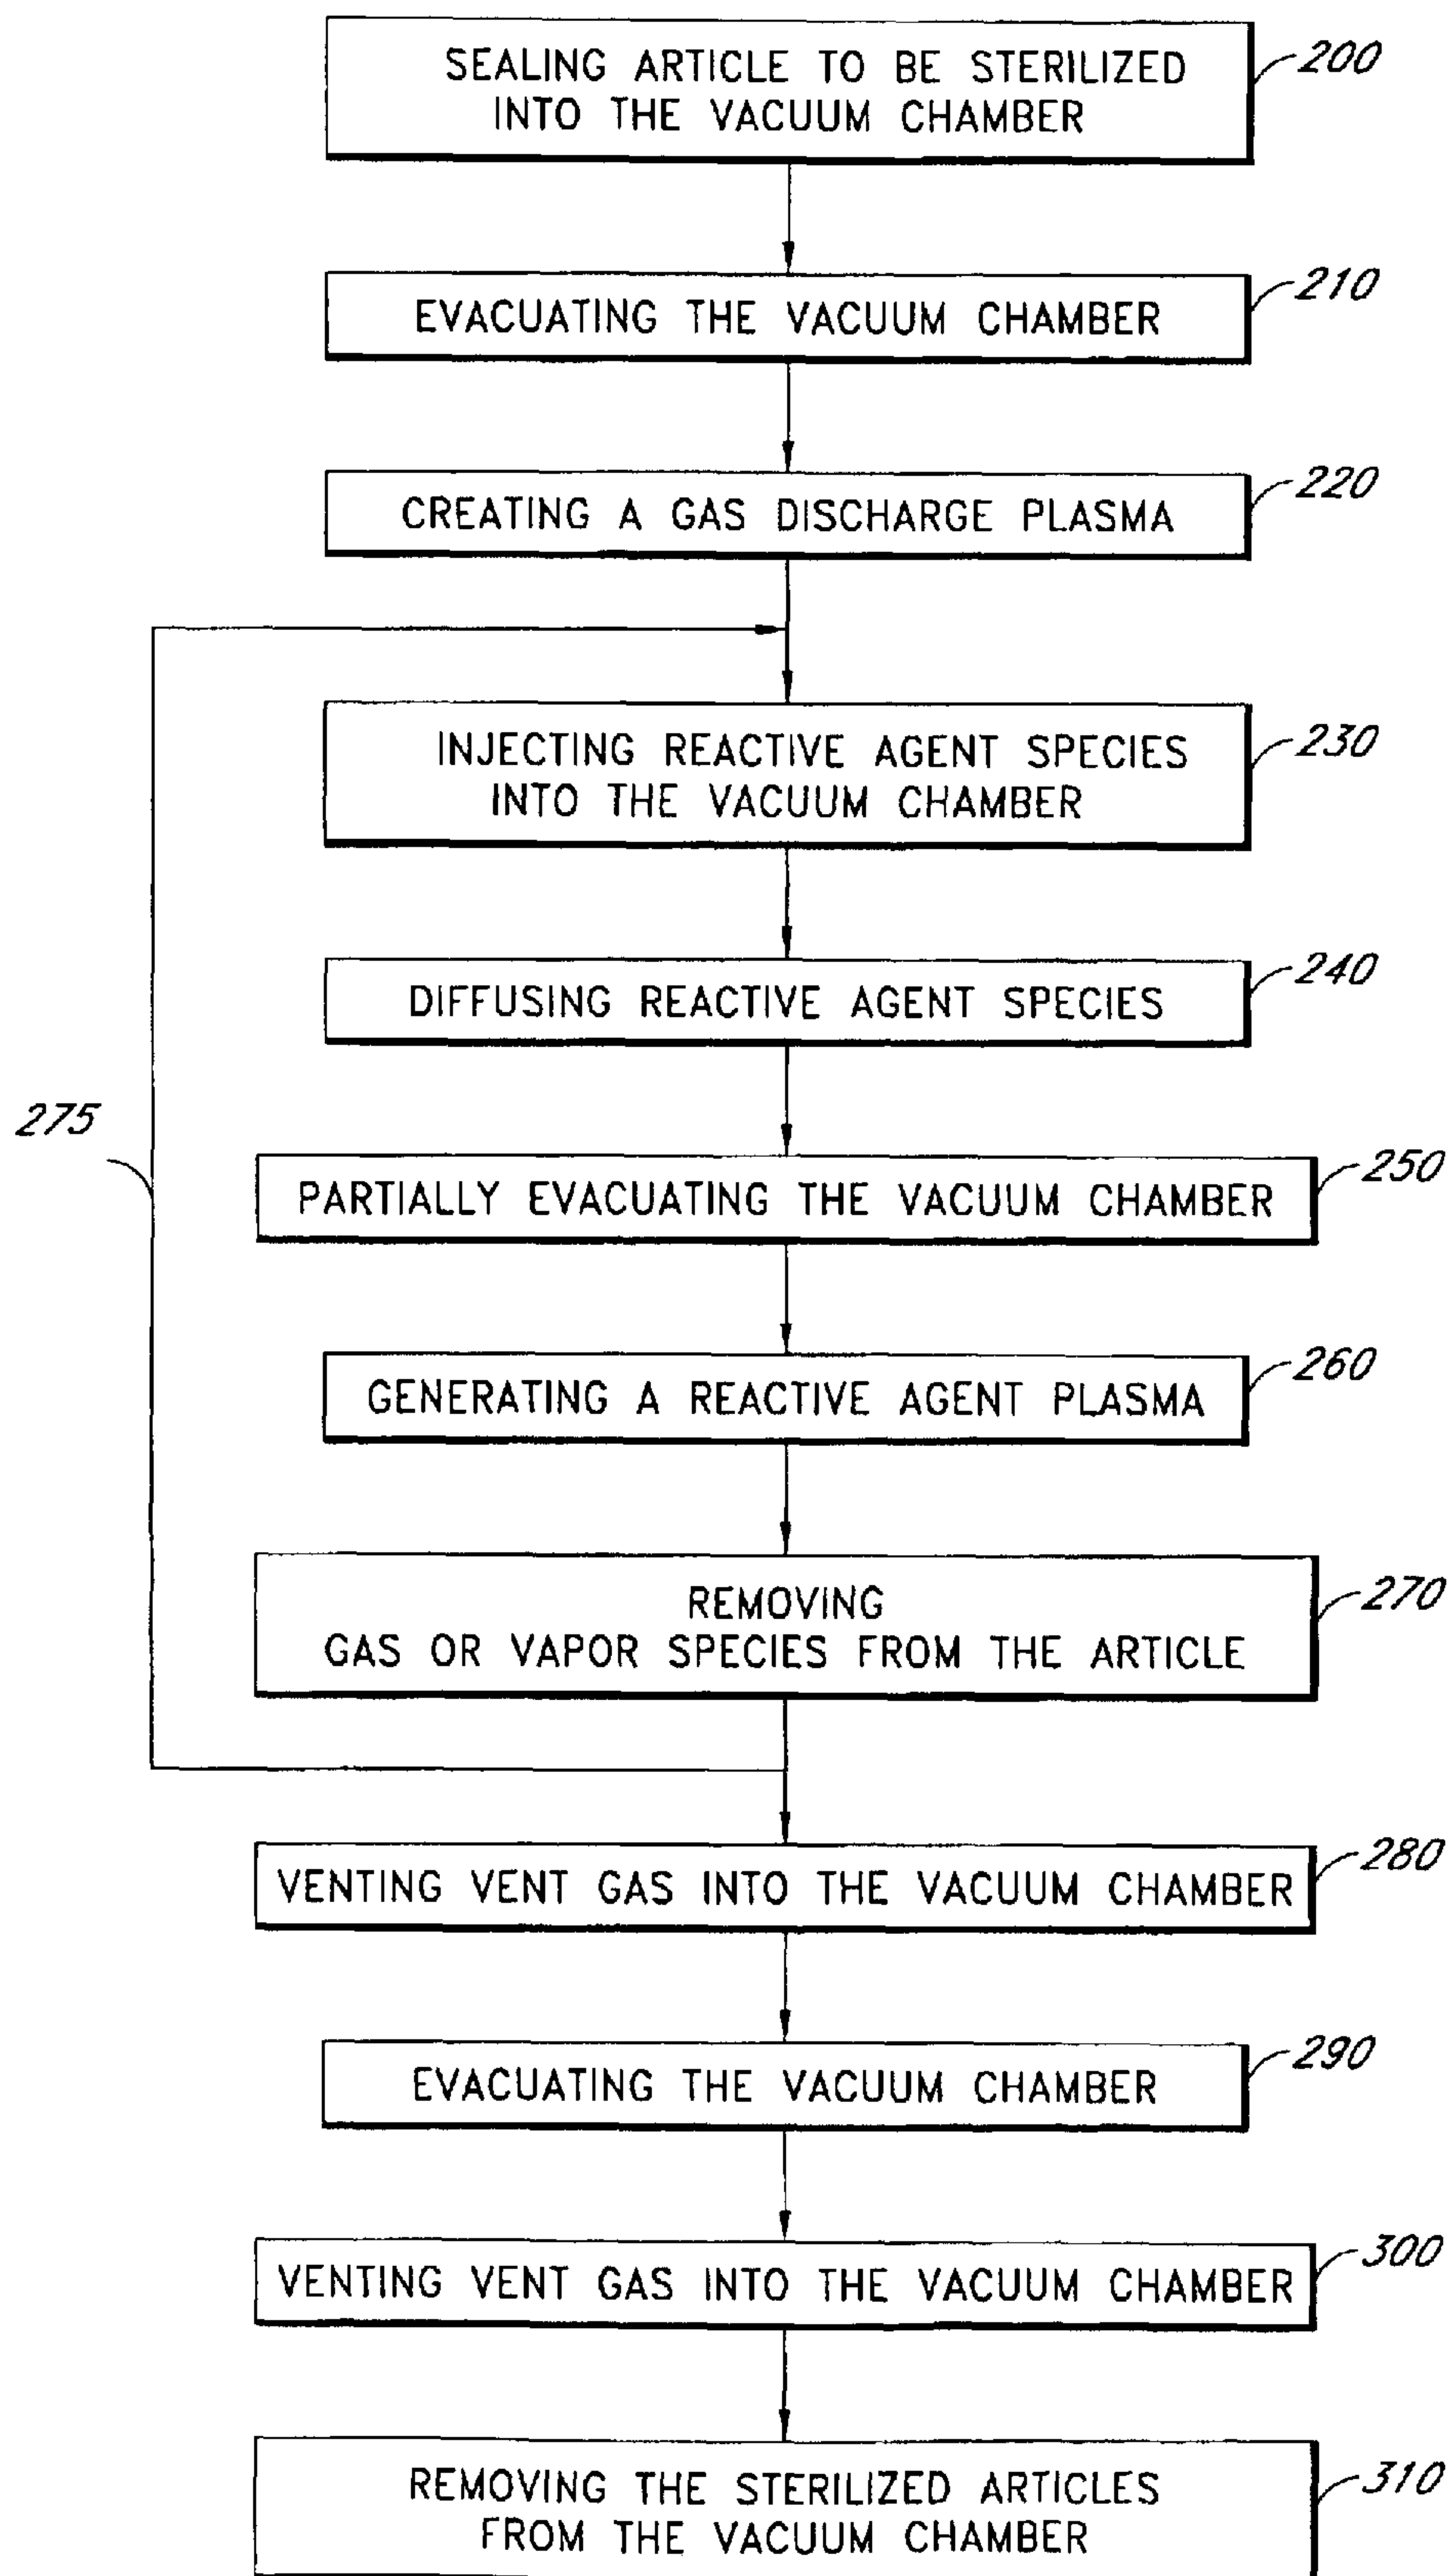 SEALING ARTICLE TO BE STERILIZED
INTO THE VACUUM CHAMBER
200
EVACUATING THE VACUUM CHAMBER
210
CREATING A GAS DISCHARGE PLASMA
220
INJECTING REACTIVE AGENT SPECIES
INTO THE VACUUM CHAMBER
230
DIFFUSING REACTIVE AGENT SPECIES
240
275
PARTIALLY EVACUATING THE VACUUM CHAMBER
250
GENERATING A REACTIVE AGENT PLASMA
260
REMOVING
GAS OR VAPOR SPECIES FROM THE ARTICLE
270
VENTING VENT GAS INTO THE VACUUM CHAMBER
280
EVACUATING THE VACUUM CHAMBER
290
VENTING VENT GAS INTO THE VACUUM CHAMBER
300
REMOVING THE STERILIZED ARTICLES
FROM THE VACUUM CHAMBER
310